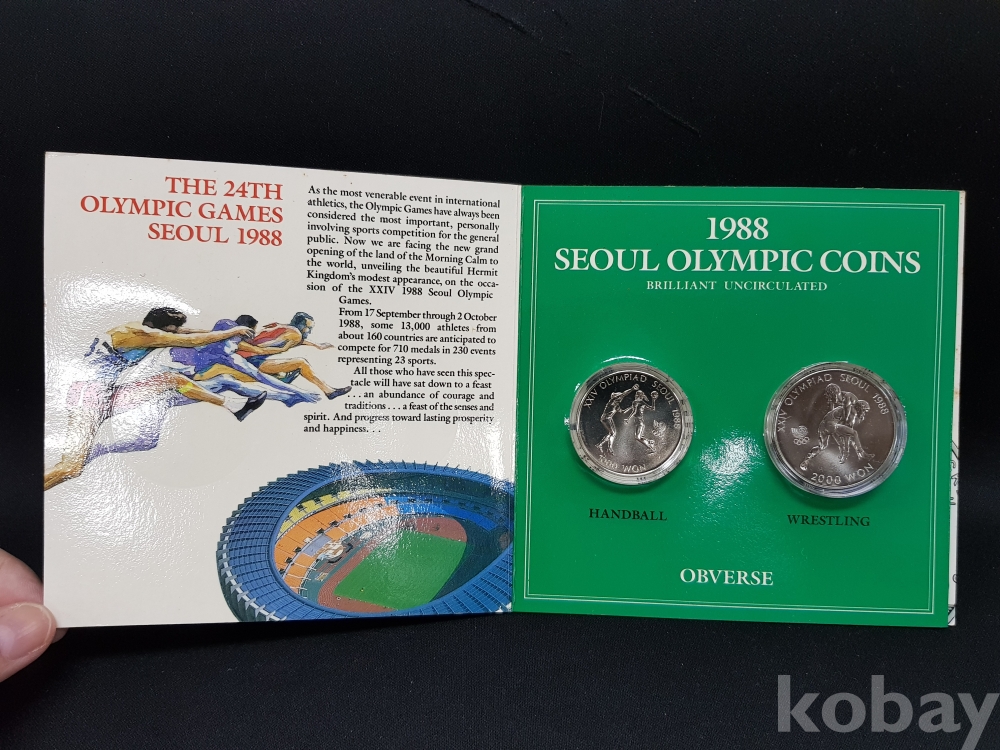 THE 24TH
OLYMPIC GAMES
SEOUL 1988
As the most venerable event in international
athletics, the Olympic Games have always been
considered the most important, personally
involving sports competition for the general
public. Now we are facing the new grand
opening of the land of the Morning Calm to
the world, unveiling the beautiful Hermit
Kingdom's modest appearance, on the occa-
sion of the XXIV 1988 Seoul Olympic
Games.
From 17 September through 2 October
1988, some 13,000 athletes from
about 160 countries are anticipated to
compete for 710 medals in 230 events
representing 23 sports.
All those who have seen this spec-
tacle will have sat down to a feast
. . . an abundance of courage and
traditions . . . a feast of the senses and
spirit. And progress toward lasting prosperity
and happiness. . .
1988
SEOUL OLYMPIC COINS
BRILLIANT UNCIRCULATED
XXIV OLYMPIAD SEOUL 1988
WON
XXIV OLYMPIAD SEOUL 1988
2000 WON
HANDBALL
WRESTLING
OBVERSE
kobay